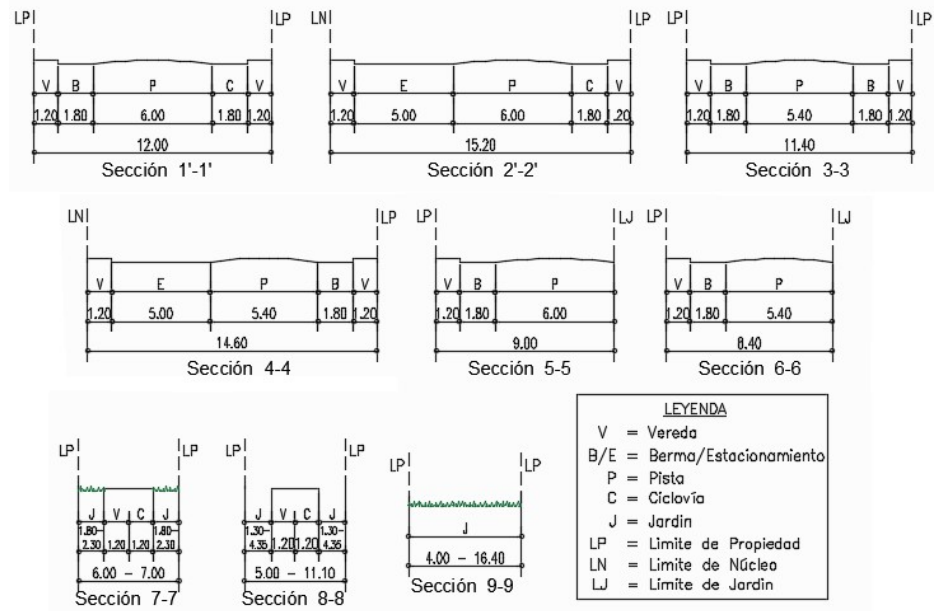 LP LP
V B P C V
1.20 1.80 6.00 1.80 1.20
12.00
Sección 1'-1'
LN LP
V E P C V
1.20 5.00 6.00 1.80 1.20
15.20
Sección 2'-2'
LP LP
V B P B V
1.20 1.80 5.40 1.80 1.20
11.40
Sección 3-3
LN LP
V E P B V
1.20 5.00 5.40 1.80 1.20
14.60
Sección 4-4
LP LJ
V B P
1.20 1.80 6.00
9.00
Sección 5-5
LP LJ
V B P
1.20 1.80 5.40
8.40
Sección 6-6
LP LP
J V C J
1.80- 1.80-
2.30 1.20 1.20 2.30
6.00 - 7.00
Sección 7-7
LP LP
J V C J
1.30- 1.30-
4.35 1.20 1.20 4.35
5.00 - 11.10
Sección 8-8
LP LP
J
4.00 - 16.40
Sección 9-9
LEYENDA
V = Vereda
B/E = Berma/Estacionamiento
P = Pista
C = Ciclovía
J = Jardin
LP = Limite de Propiedad
LN = Limite de Núcleo
LJ = Limite de Jardin